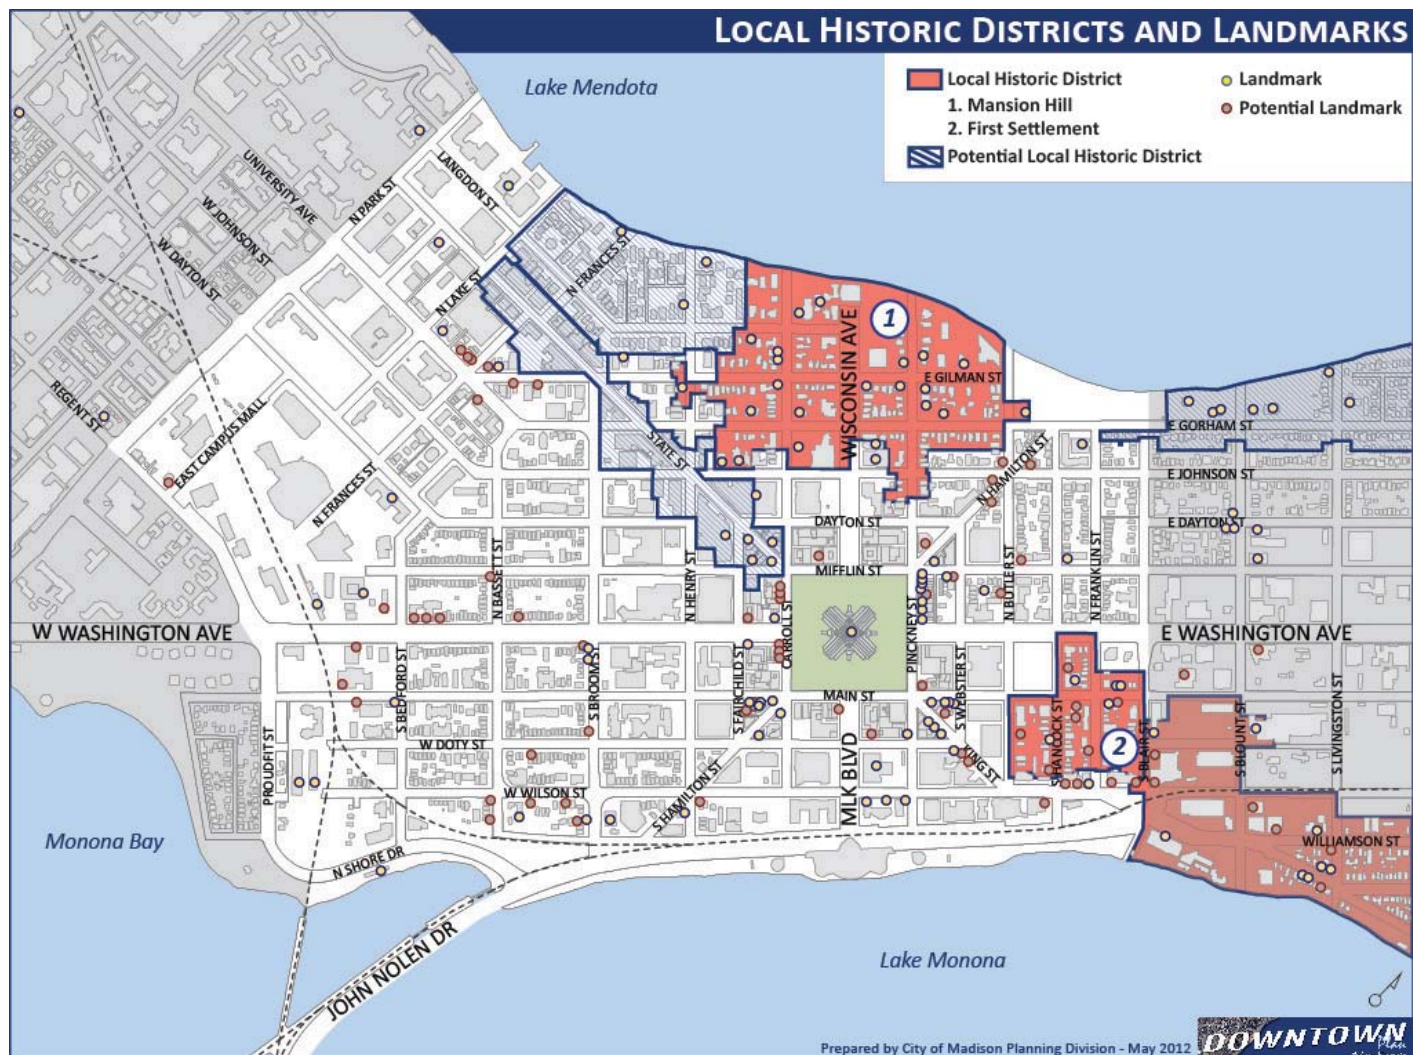 LOCAL HISTORIC DISTRICTS AND LANDMARKS
Local Historic District
1. Mansion Hill
2. First Settlement
Potential Local Historic District
Landmark
Potential Landmark
Lake Mendota
UNIVERSITY AVE
W JOHNSON ST
W DAYTON ST
N PARK ST
LANGDON ST
N LAKE ST
N FRANCES ST
1
WISCONSIN AVE
E GILMAN ST
REGENT ST
EAST CAMPUS MALL
N FRANCES ST
STATE ST
N HAMILTON ST
E GORHAM ST
E JOHNSON ST
E DAYTON ST
DAYTON ST
MIFFLIN ST
N BASSETT ST
N HENRY ST
CARROLL ST
PINCKNEY ST
N BUTLER ST
N FRANKLIN ST
W WASHINGTON AVE
E WASHINGTON AVE
S BEDFORD ST
S BROOM ST
S FAIRCHILD ST
MAIN ST
S WEBSTER ST
S HANCOCK ST
2
S BLAIR ST
S BLOUNT ST
S LIVINGSTON ST
PROUDFIT ST
W DOTY ST
W WILSON ST
S HAMILTON ST
MLK BLVD
KING ST
WILLIAMSON ST
Monona Bay
N SHORE DR
JOHN NOLEN DR
Lake Monona
Prepared by City of Madison Planning Division - May 2012
DOWNTOWN
Plan